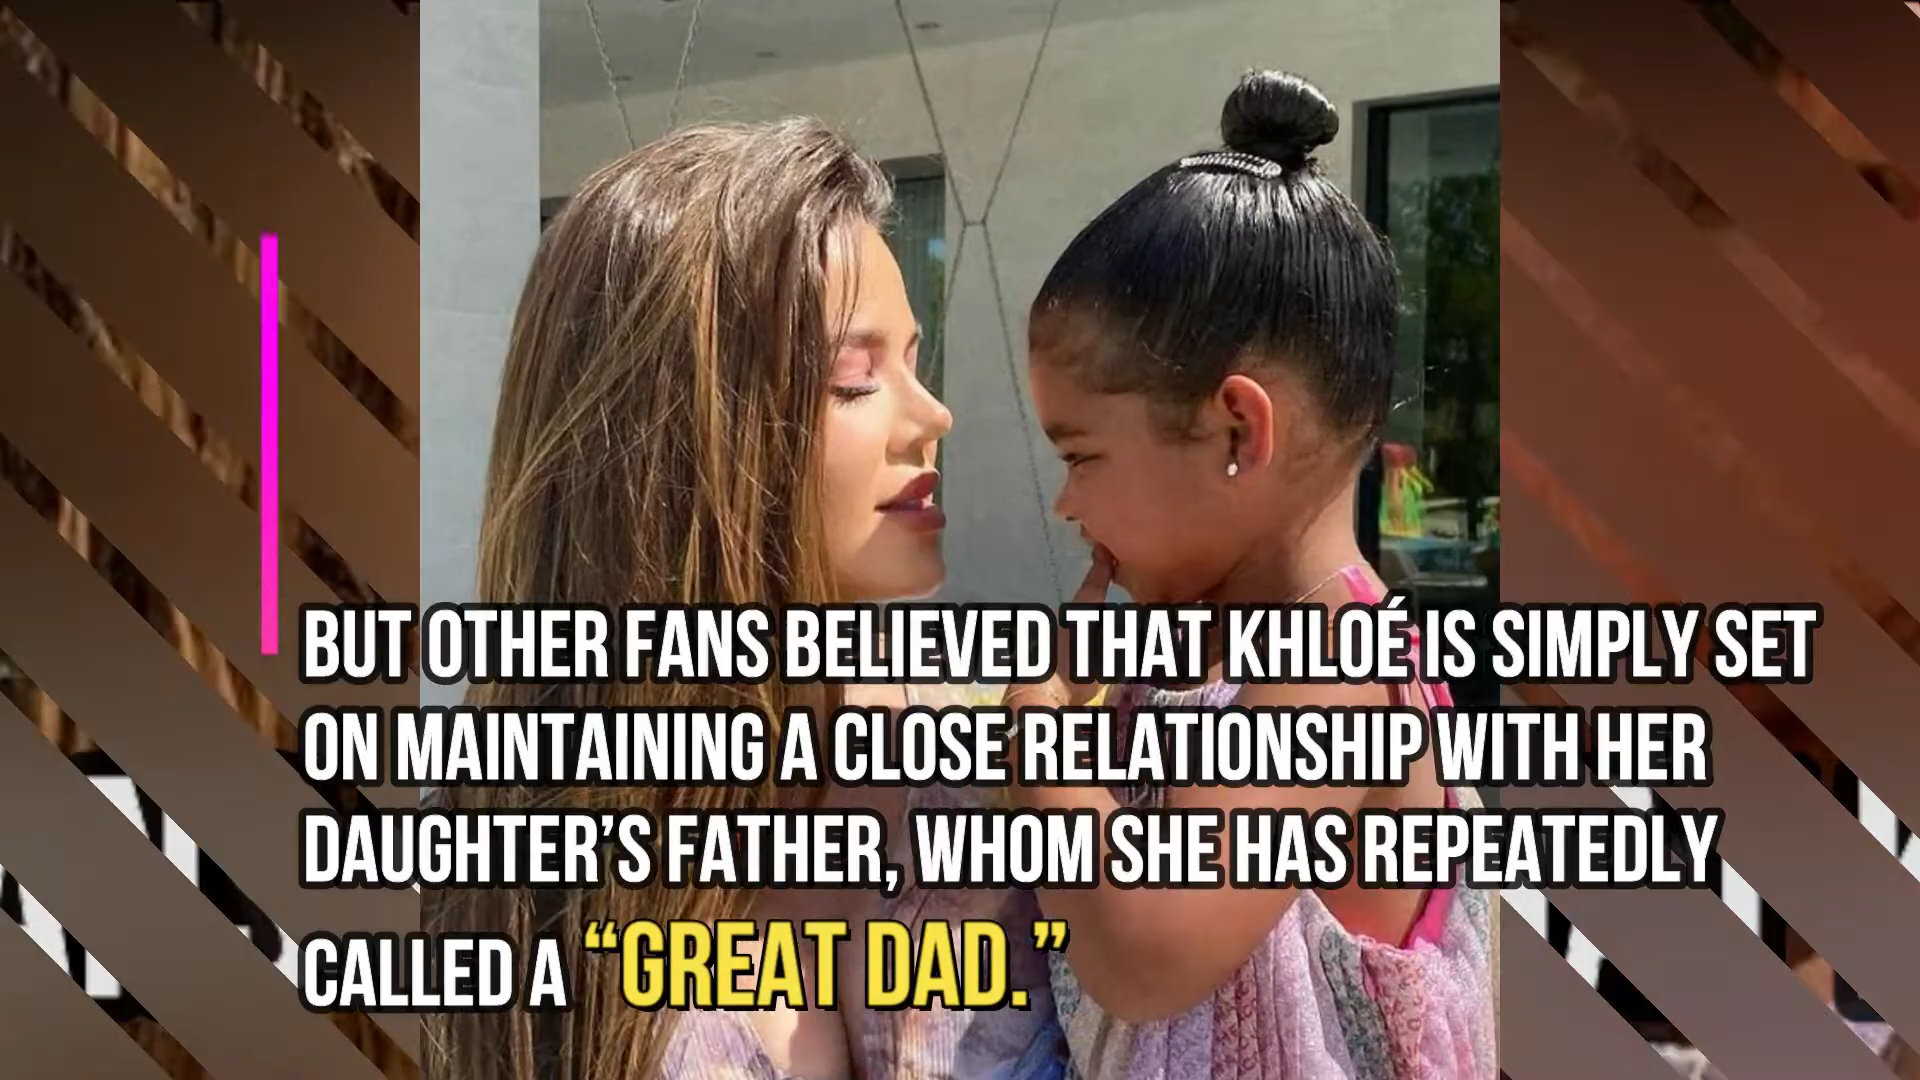 BUT OTHER FANS BELIEVED THAT KHLOÉ IS SIMPLY SET
ON MAINTAINING A CLOSE RELATIONSHIP WITH HER
DAUGHTER’S FATHER, WHOM SHE HAS REPEATEDLY
CALLED A “GREAT DAD.”